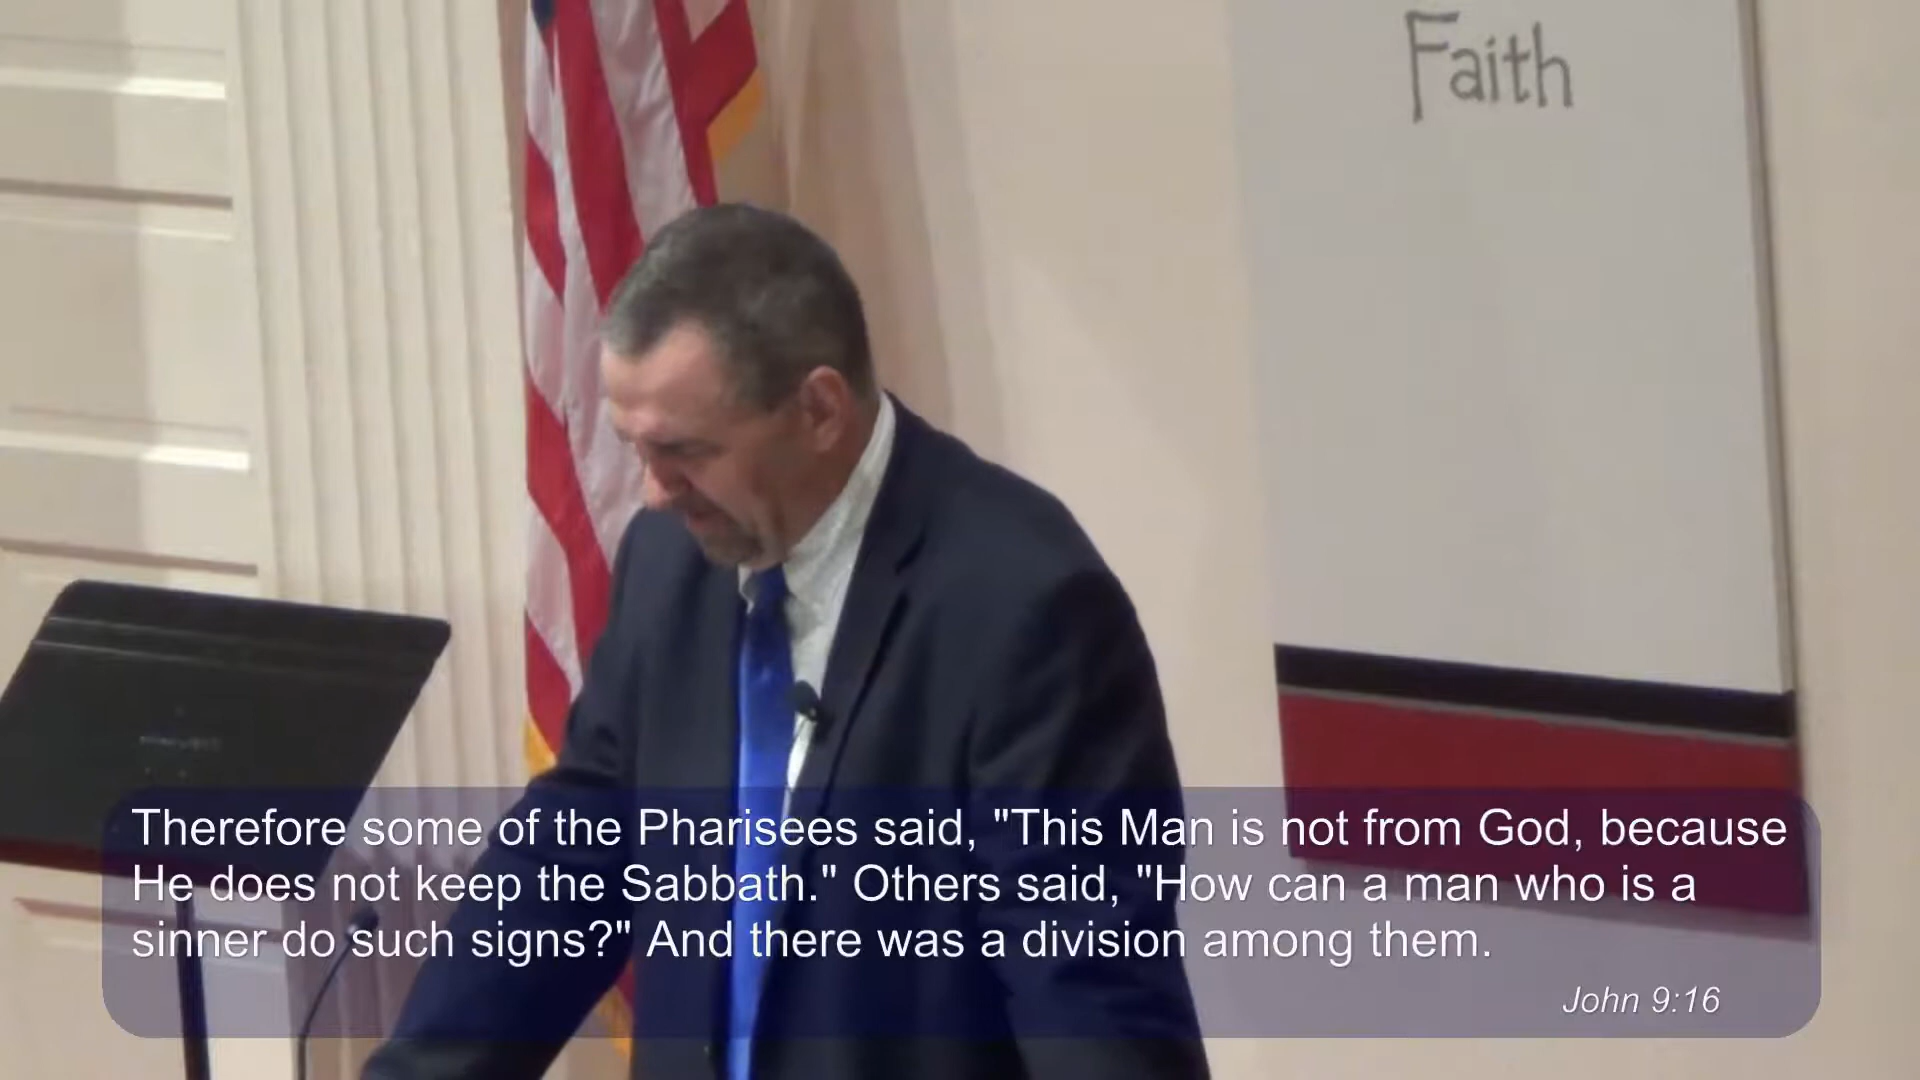 Faith
Therefore some of the Pharisees said, "This Man is not from God, because
He does not keep the Sabbath." Others said, "How can a man who is a
sinner do such signs?" And there was a division among them.
John 9:16